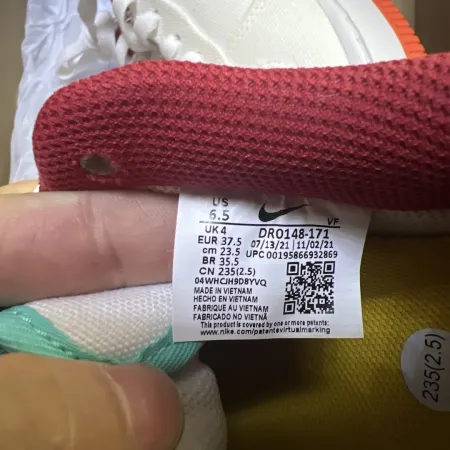 US
6.5
VF
UK 4
DR0148-171
EUR 37.5
07/13/21 | 11/02/21
cm 23.5
UPC 00195866932869
BR 35.5
CN 235(2.5)
04WHCJH9D8YVQ
MADE IN VIETNAM
HECHO EN VIETNAM
FABRIQUE AU VIETNAM
FABRICADO NO VIETNÃ
This product is covered by one or more patents:
www.nike.com/patentsvirtualmarking
235(2.5)